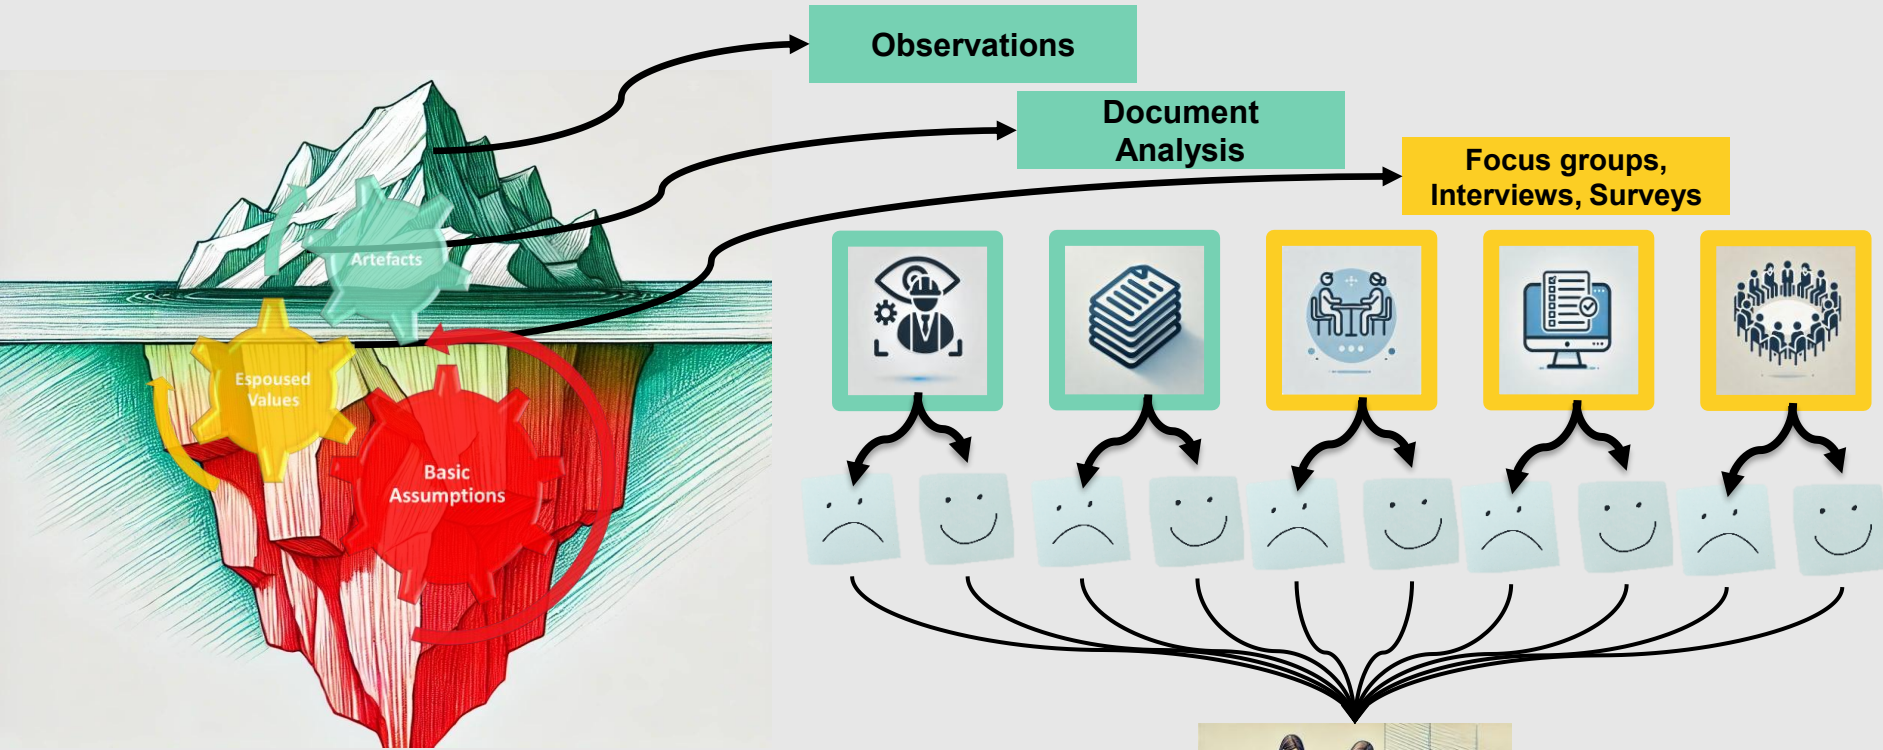 Observations
Document
Analysis
Focus groups,
Interviews, Surveys
Artefacts
Espoused
Values
Basic
Assumptions